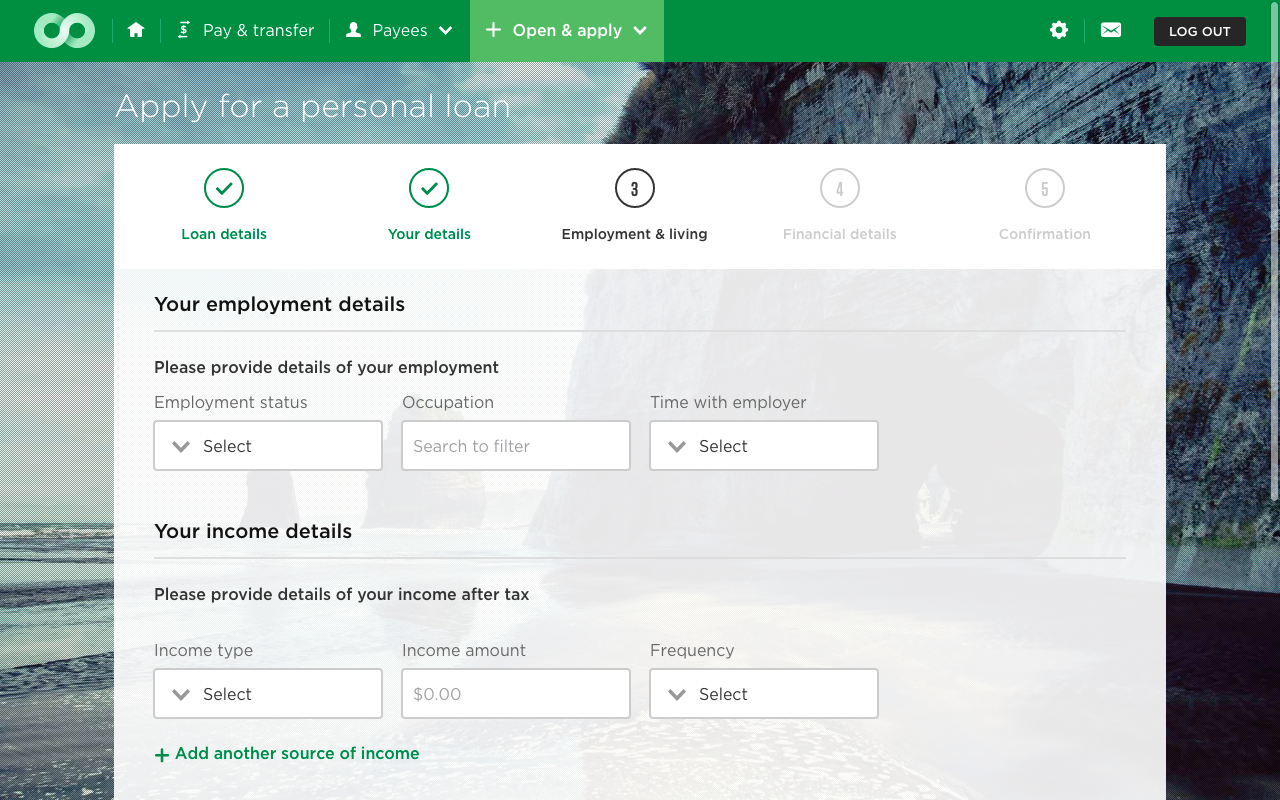 Pay & transfer
Payees
Open & apply
LOG OUT
Apply for a personal loan
3
4
5
Loan details
Your details
Employment & living
Financial details
Confirmation
Your employment details
Please provide details of your employment
Employment status
Occupation
Time with employer
Select
Search to filter
Select
Your income details
Please provide details of your income after tax
Income type
Income amount
Frequency
Select
$0.00
Select
+ Add another source of income